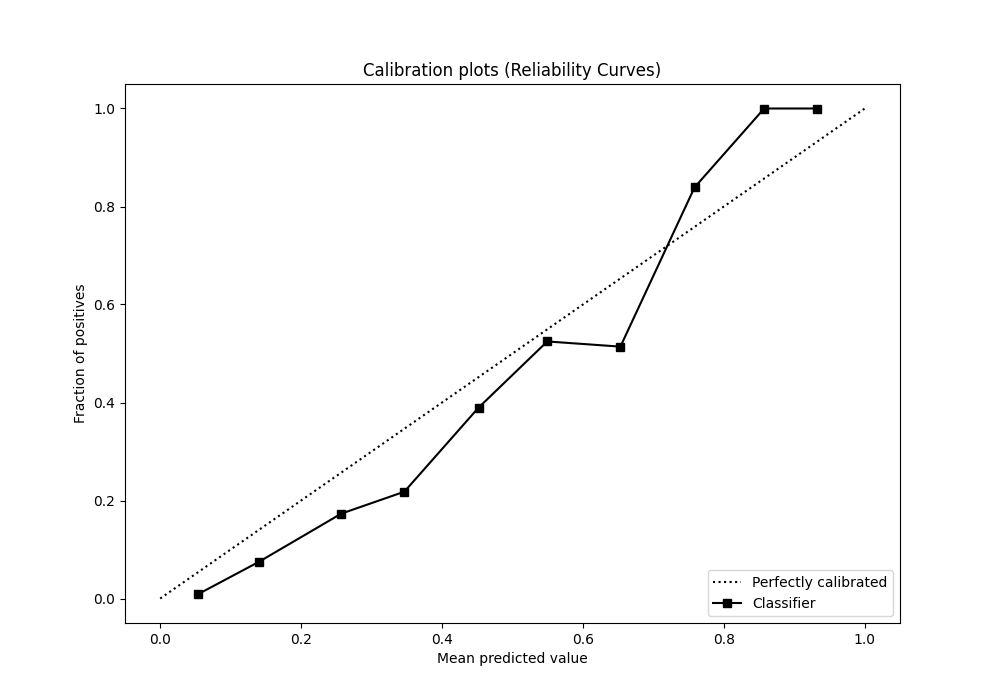 Calibration plots (Reliability Curves)
1.0
0.8
0.6
0.4
0.2
0.0
Fraction of positives
0.0 0.2 0.4 0.6 0.8 1.0
Mean predicted value
Perfectly calibrated
Classifier